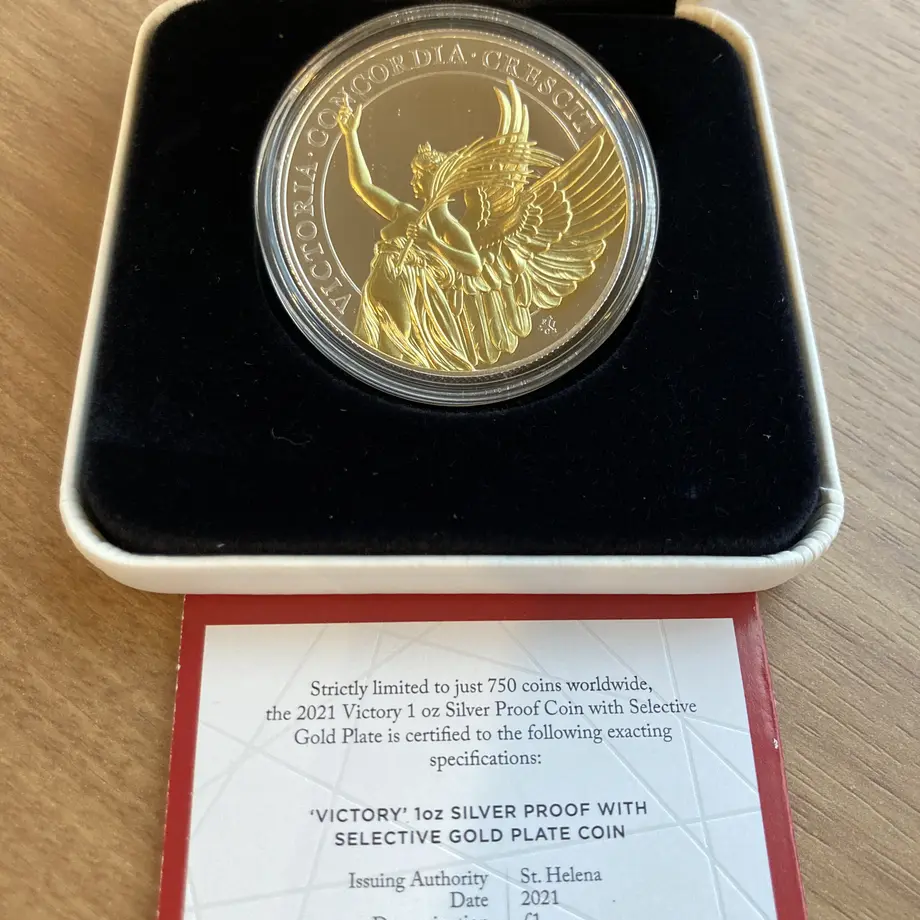 VICTORIA · CONCORDIA · CRESCIT
Strictly limited to just 750 coins worldwide,
the 2021 Victory 1 oz Silver Proof Coin with Selective
Gold Plate is certified to the following exacting
specifications:
'VICTORY' 1oz SILVER PROOF WITH
SELECTIVE GOLD PLATE COIN
Issuing Authority St. Helena
Date 2021
Denomination £1